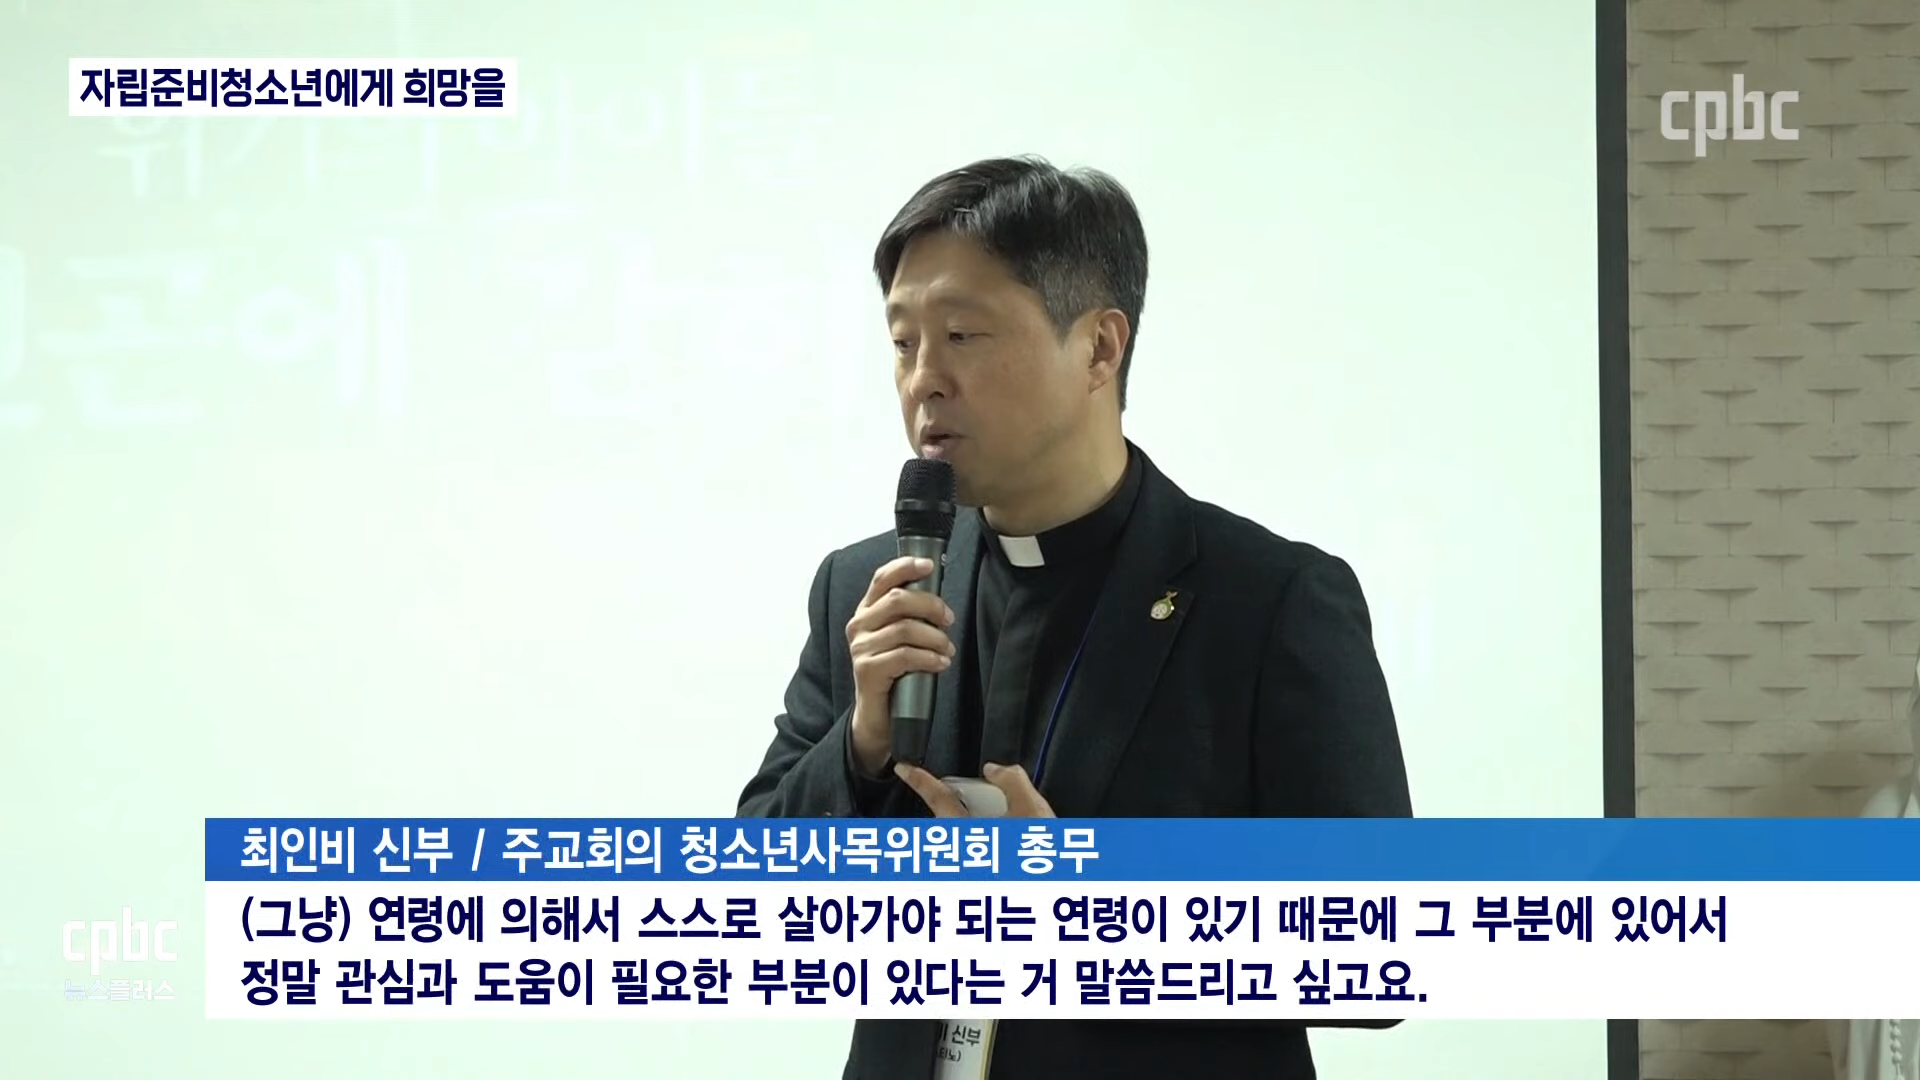 자립준비청소년에게 희망을
cpbc
최인비 신부 / 주교회의 청소년사목위원회 총무
(그냥) 연령에 의해서 스스로 살아가야 되는 연령이 있기 때문에 그 부분에 있어서
정말 관심과 도움이 필요한 부분이 있다는 거 말씀드리고 싶고요.
cpbc
뉴스플러스
신부